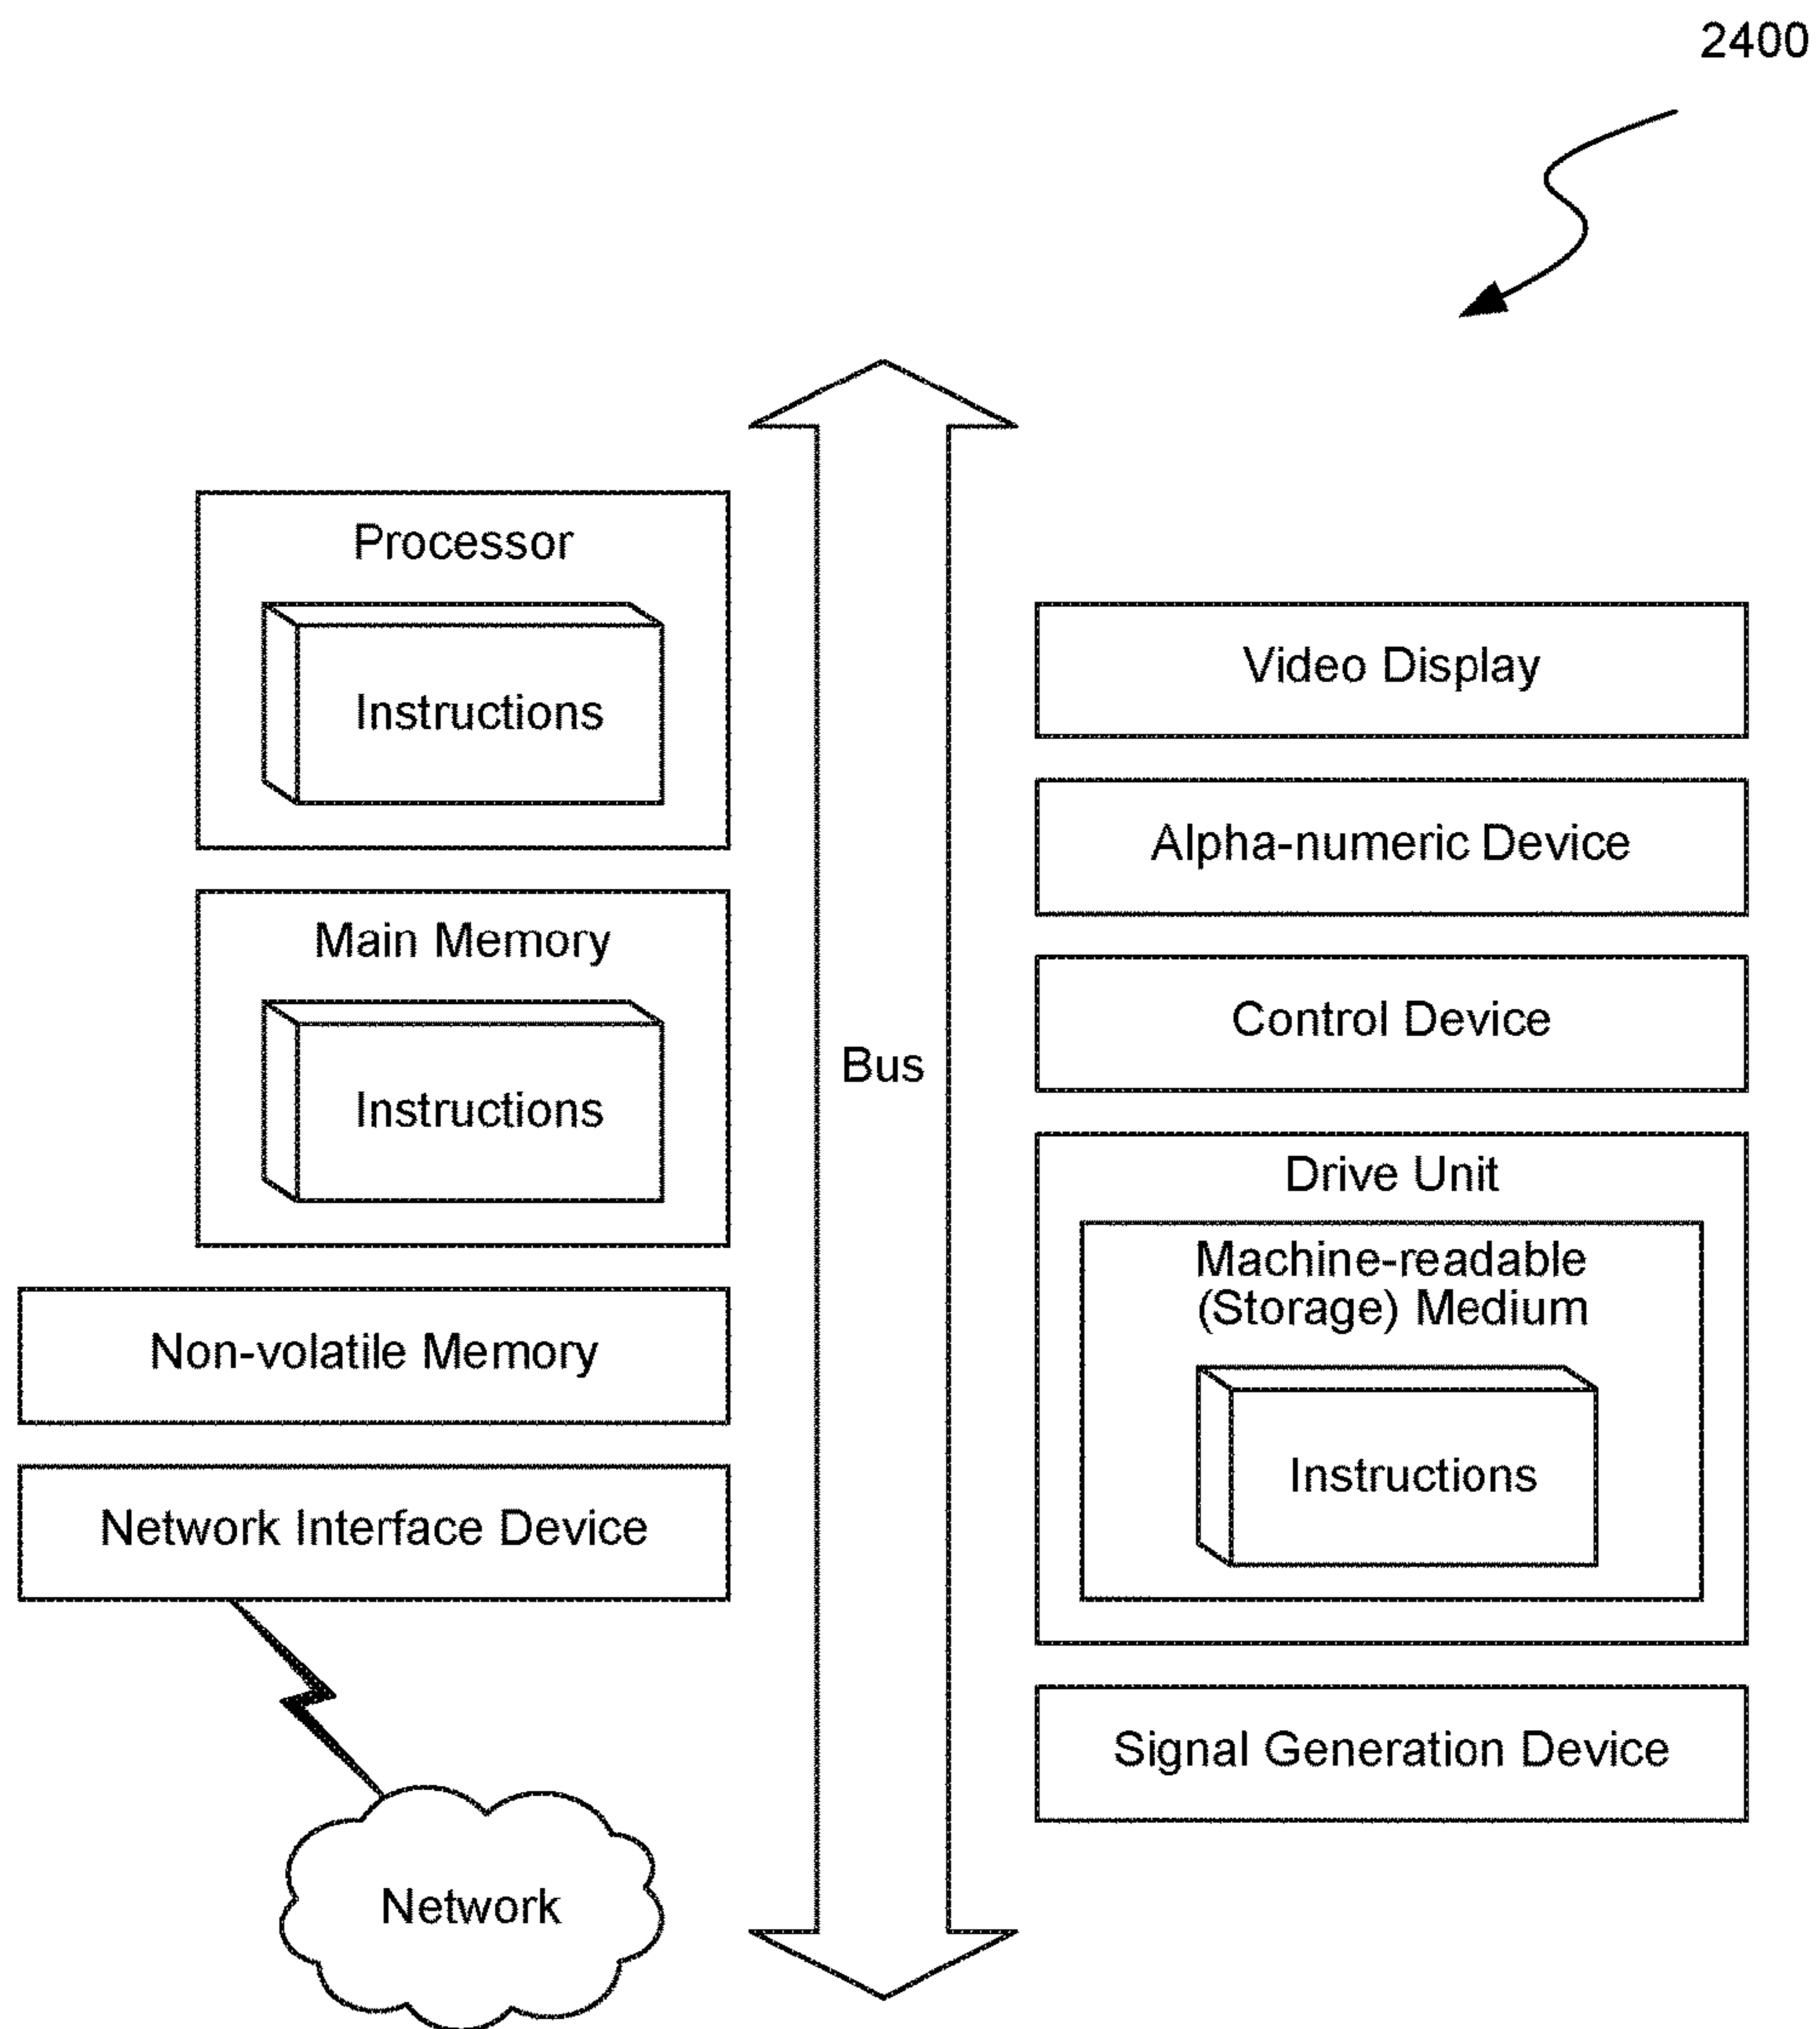 2400
Processor
Instructions
Main Memory
Instructions
Non-volatile Memory
Network Interface Device
Network
Bus
Video Display
Alpha-numeric Device
Control Device
Drive Unit
Machine-readable
(Storage) Medium
Instructions
Signal Generation Device